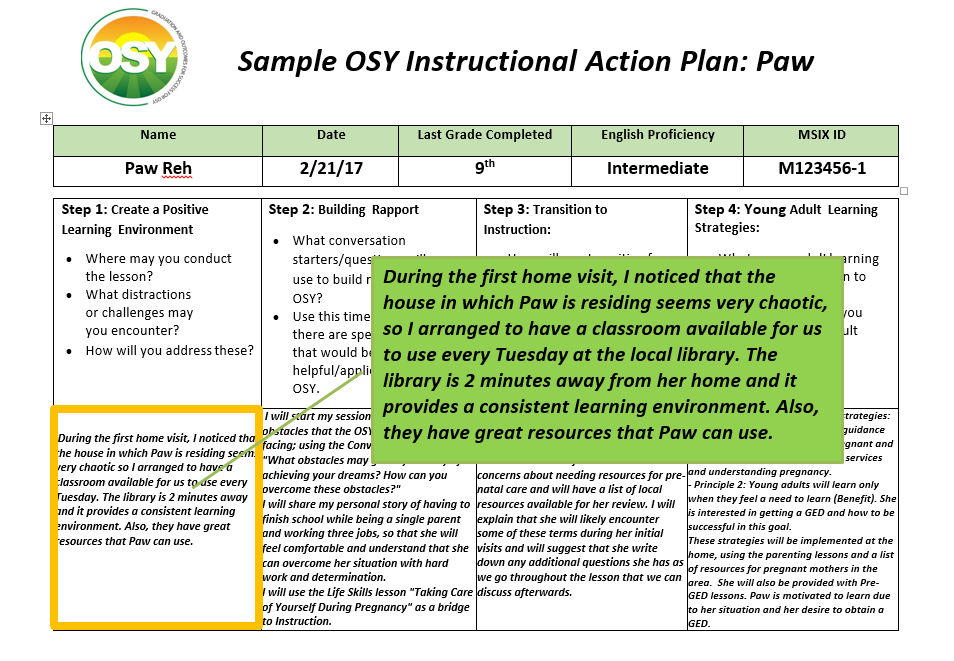 OSY
GRADUATION AND OUTCOMES FOR SUCCESS FOR OSY
Sample OSY Instructional Action Plan: Paw
Name
Date
Last Grade Completed
English Proficiency
MSIX ID
Paw Reh
2/21/17
9th
Intermediate
M123456-1
Step 1: Create a Positive
Learning Environment
• Where may you conduct
the lesson?
• What distractions
or challenges may
you encounter?
• How will you address these?
Step 2: Building Rapport
• What conversation
use to build
OSY?
• Use this time
there are
that would be
OSY.
Step 3: Transition to
Instruction:
Step 4: Young Adult Learning
Strategies:
During the first home visit, I noticed that the
house in which Paw is residing seems very chaotic,
so I arranged to have a classroom available for us
to use every Tuesday at the local library. The
library is 2 minutes away from her home and it
provides a consistent learning environment. Also,
they have great resources that Paw can use.
During the first home visit, I noticed that
the house in which Paw is residing seems
very chaotic so I arranged to have a
classroom available for us to use every
Tuesday. The library is 2 minutes away
and it provides a consistent learning
environment. Also, they have great
resources that Paw can use.
I will start my session
obstacles that the OSY
facing; using the
"What obstacles may
achieving your dreams? How can you
overcome these obstacles?"
I will share my personal story of having to
finish school while being a single parent
and working three jobs, so that she will
feel comfortable and understand that she
can overcome her situation with hard
work and determination.
I will use the Life Skills lesson "Taking Care
of Yourself During Pregnancy" as a bridge
to Instruction.
concerns about needing resources for pre-
natal care and will have a list of local
resources available for her review. I will
explain that she will likely encounter
some of these terms during her initial
visits and will suggest that she write
down any additional questions she has as
we go throughout the lesson that we can
discuss afterwards.
strategies:
guidance
and
services
and understanding pregnancy.
- Principle 2: Young adults will learn only
when they feel a need to learn (Benefit). She
is interested in getting a GED and how to be
successful in this goal.
These strategies will be implemented at the
home, using the parenting lessons and a list
of resources for pregnant mothers in the
area. She will also be provided with Pre-
GED lessons. Paw is motivated to learn due
to her situation and her desire to obtain a
GED.